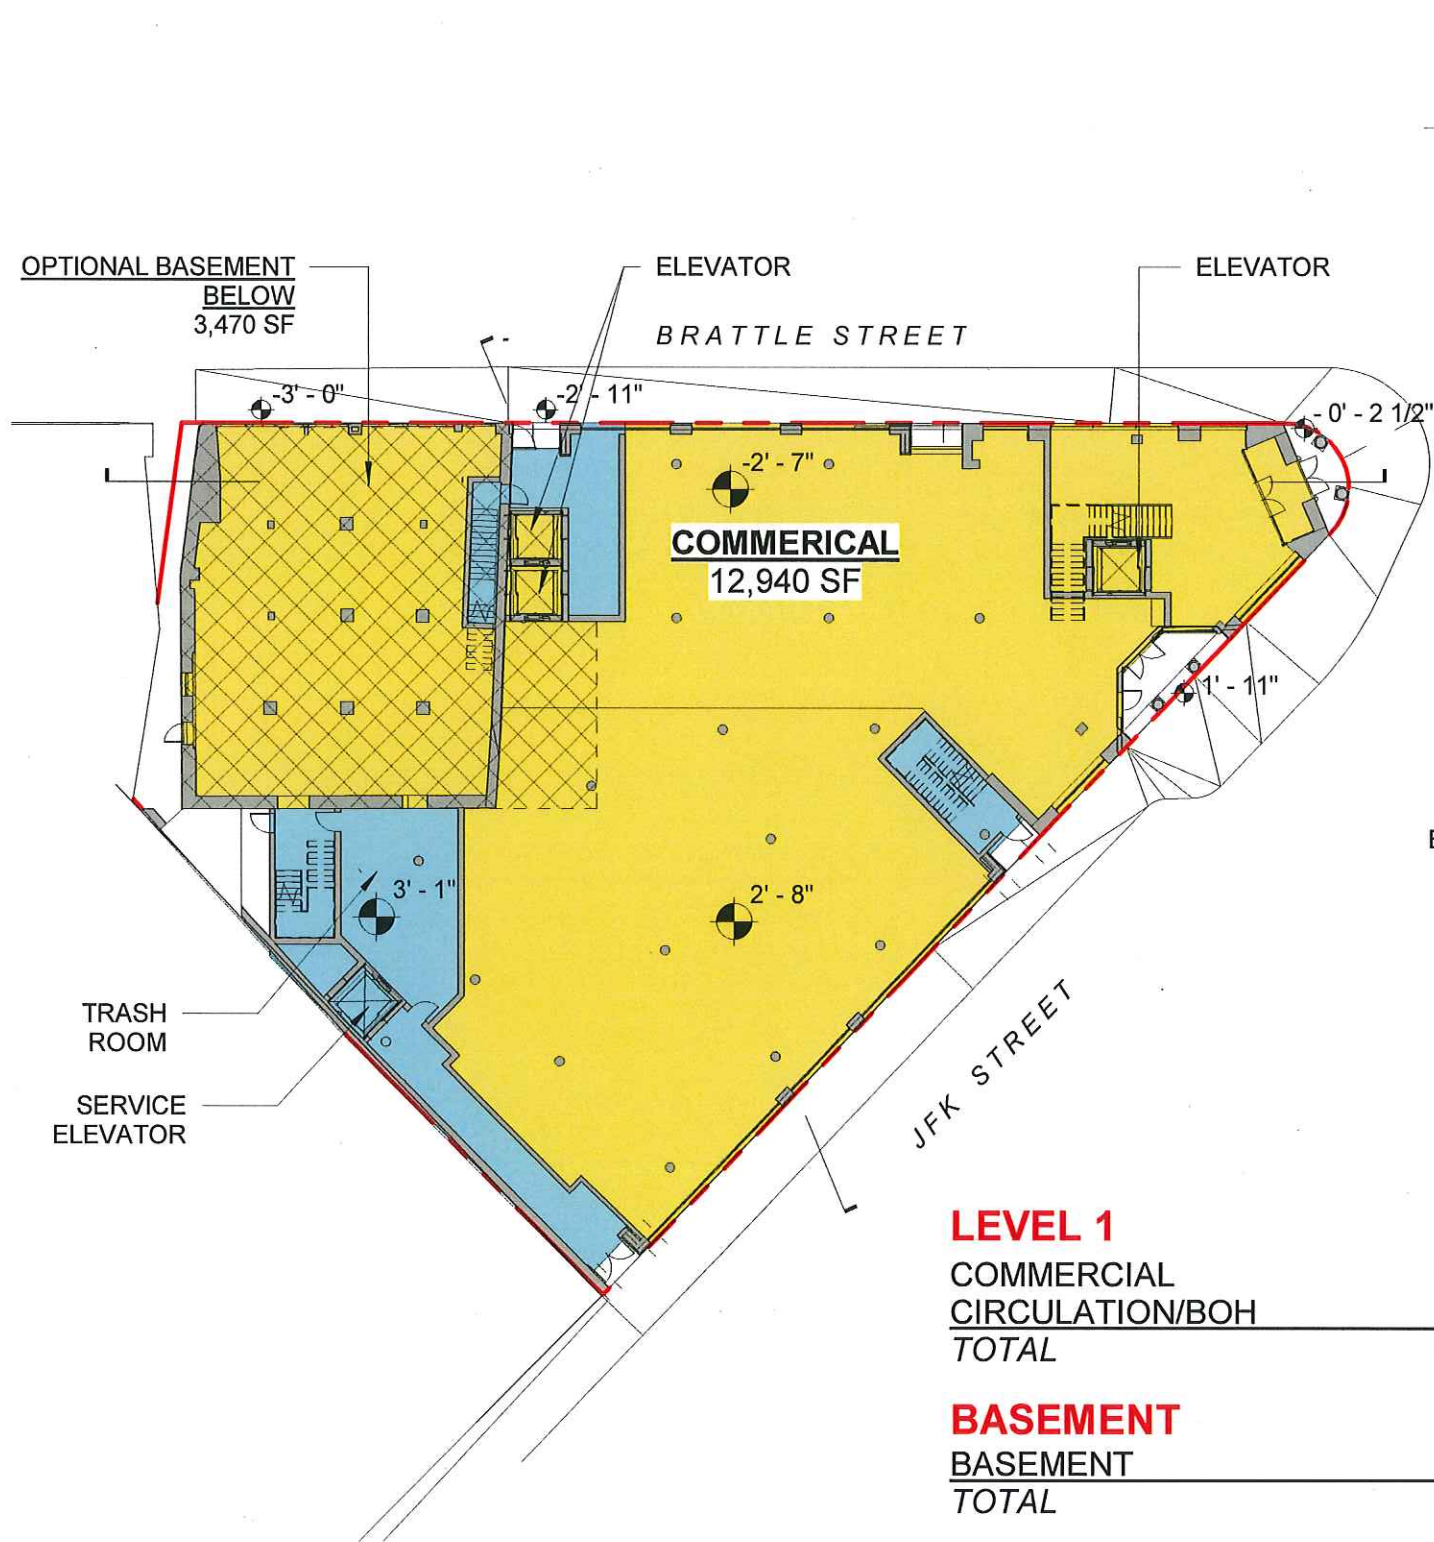 OPTIONAL BASEMENT
BELOW
3,470 SF
ELEVATOR
ELEVATOR
BRATTLE STREET
-3' - 0"
-2' - 11"
- 0' - 2 1/2"
-2' - 7"
COMMERICAL
12,940 SF
1' - 11"
3' - 1"
2' - 8"
TRASH
ROOM
SERVICE
ELEVATOR
JFK STREET
LEVEL 1
COMMERCIAL
CIRCULATION/BOH
TOTAL
BASEMENT
BASEMENT
TOTAL